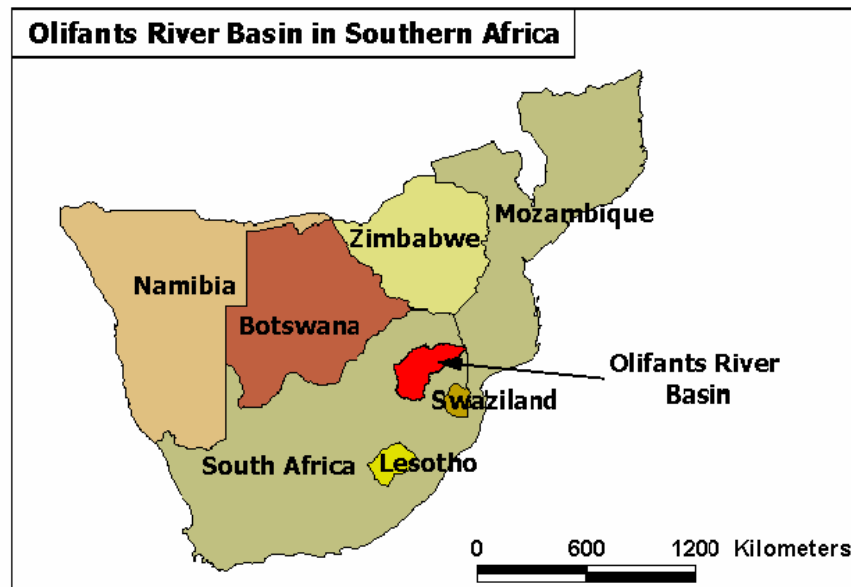 Olifants River Basin in Southern Africa
Mozambique
Zimbabwe
Namibia
Botswana
Olifants River
Basin
Swaziland
South Africa
Lesotho
0 600 1200 Kilometers